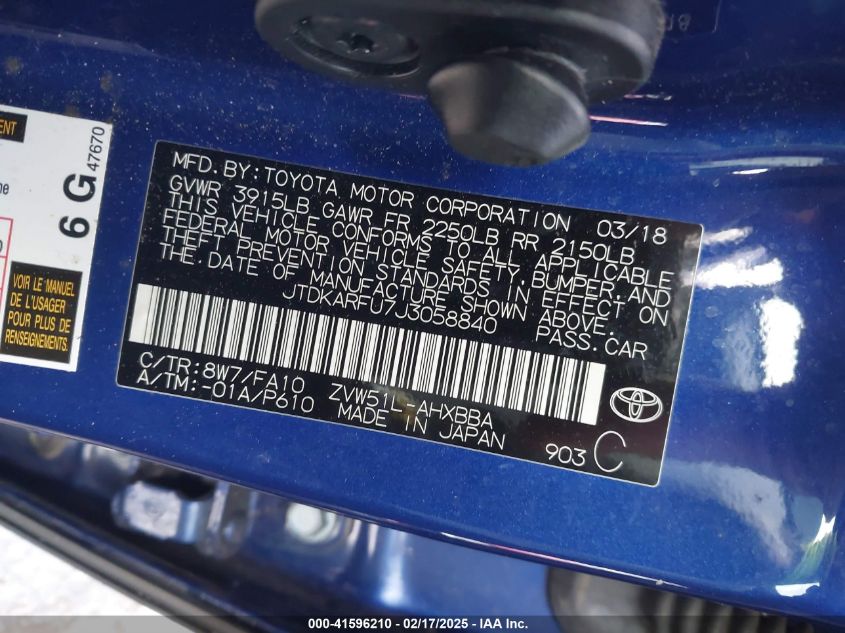 MFD. BY: TOYOTA MOTOR CORPORATION 03/18
GVWR 3915LB GAWR FR 2250LB RR 2150LB
THIS VEHICLE CONFORMS TO ALL APPLICABLE
FEDERAL MOTOR VEHICLE SAFETY, BUMPER, AND
THEFT PREVENTION STANDARDS IN EFFECT ON
THE DATE OF MANUFACTURE SHOWN ABOVE.
JTDKARFU7J3058840 PASS. CAR
C/TR: 8W7/FA10 ZVW51L-AHXBBA
A/TM: -01A/P610 MADE IN JAPAN
903 C
TOYOTA
6 G
47670
VOIR LE MANUEL
DE L'USAGER
POUR PLUS DE
RENSEIGNEMENTS.
000-41596210 - 02/17/2025 - IAA Inc.